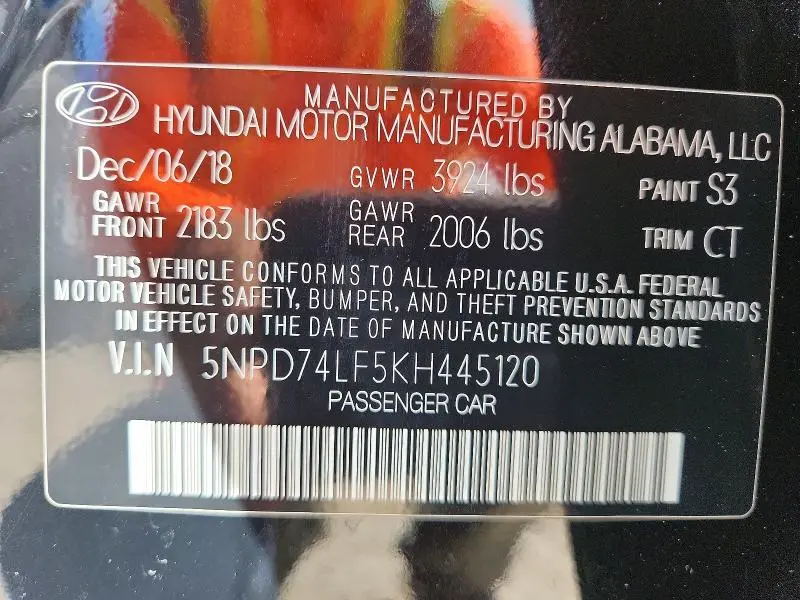 MANUFACTURED BY
HYUNDAI MOTOR MANUFACTURING ALABAMA, LLC
Dec/06/18 GVWR 3924 lbs PAINT S3
GAWR FRONT 2183 lbs GAWR REAR 2006 lbs TRIM CT
THIS VEHICLE CONFORMS TO ALL APPLICABLE U.S.A. FEDERAL
MOTOR VEHICLE SAFETY, BUMPER, AND THEFT PREVENTION STANDARDS
IN EFFECT ON THE DATE OF MANUFACTURE SHOWN ABOVE
V.I.N 5NPD74LF5KH445120
PASSENGER CAR